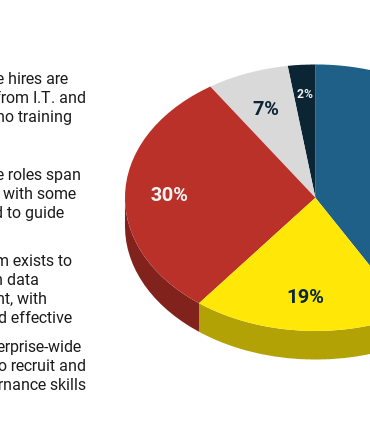 hires are
from I.T. and
no training
roles span
with some
to guide
exists to
data
with
effective
erprise-wide
recruit and
rnance skills
2%
7%
30%
19%